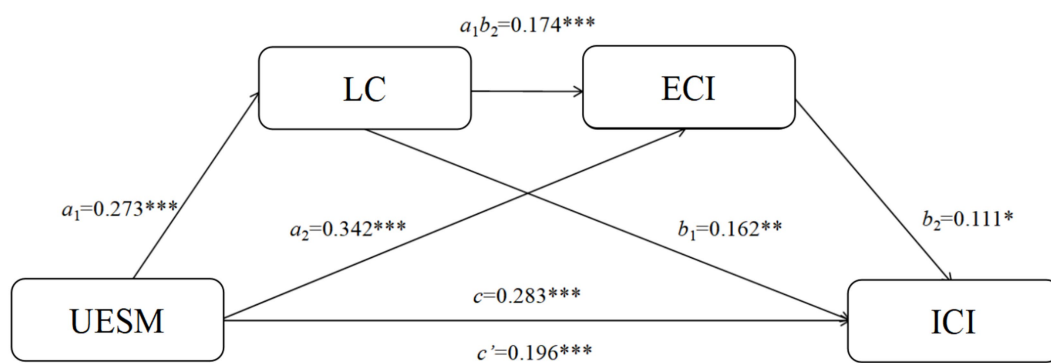 a₁b₂=0.174***
LC
ECI
a₁=0.273***
a₂=0.342***
b₁=0.162**
b₂=0.111*
UESM
c=0.283***
ICI
c’=0.196***